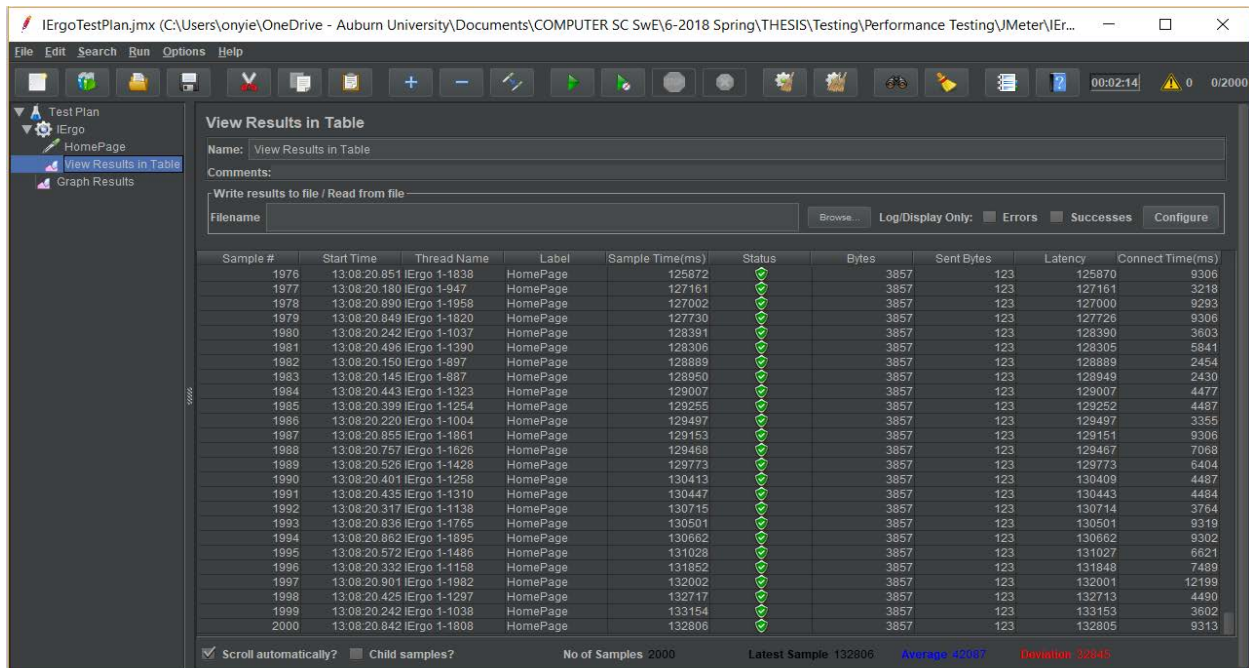 IErgoTestPlan.jmx (C:\Users\onyie\OneDrive - Auburn University\Documents\COMPUTER SC SwE\6-2018 Spring\THESIS\Testing\Performance Testing\JMeter\IEr...
File Edit Search Run Options Help
00:02:14 0 0/2000
Test Plan
IErgo
HomePage
View Results in Table
Graph Results
View Results in Table
Name: View Results in Table
Comments:
Write results to file / Read from file
Filename Browse... Log/Display Only: Errors Successes Configure
Sample # Start Time Thread Name Label Sample Time(ms) Status Bytes Sent Bytes Latency Connect Time(ms)
1976 13:08:20.851 IErgo 1-1838 HomePage 125872 3857 123 125870 9306
1977 13:08:20.180 IErgo 1-947 HomePage 127161 3857 123 127161 3218
1978 13:08:20.890 IErgo 1-1958 HomePage 127002 3857 123 127000 9293
1979 13:08:20.849 IErgo 1-1820 HomePage 127730 3857 123 127726 9306
1980 13:08:20.242 IErgo 1-1037 HomePage 128391 3857 123 128390 3603
1981 13:08:20.496 IErgo 1-1390 HomePage 128306 3857 123 128305 5841
1982 13:08:20.150 IErgo 1-897 HomePage 128889 3857 123 128889 2454
1983 13:08:20.145 IErgo 1-887 HomePage 128950 3857 123 128949 2430
1984 13:08:20.443 IErgo 1-1323 HomePage 129007 3857 123 129007 4477
1985 13:08:20.399 IErgo 1-1254 HomePage 129255 3857 123 129252 4487
1986 13:08:20.220 IErgo 1-1004 HomePage 129497 3857 123 129497 3355
1987 13:08:20.855 IErgo 1-1861 HomePage 129153 3857 123 129151 9306
1988 13:08:20.757 IErgo 1-1626 HomePage 129468 3857 123 129467 7068
1989 13:08:20.526 IErgo 1-1428 HomePage 129773 3857 123 129773 6404
1990 13:08:20.401 IErgo 1-1258 HomePage 130413 3857 123 130409 4487
1991 13:08:20.435 IErgo 1-1310 HomePage 130447 3857 123 130443 4484
1992 13:08:20.317 IErgo 1-1138 HomePage 130715 3857 123 130714 3764
1993 13:08:20.836 IErgo 1-1765 HomePage 130501 3857 123 130501 9319
1994 13:08:20.862 IErgo 1-1895 HomePage 130662 3857 123 130662 9302
1995 13:08:20.572 IErgo 1-1486 HomePage 131028 3857 123 131027 6621
1996 13:08:20.332 IErgo 1-1158 HomePage 131852 3857 123 131848 7489
1997 13:08:20.901 IErgo 1-1982 HomePage 132002 3857 123 132001 12199
1998 13:08:20.425 IErgo 1-1297 HomePage 132717 3857 123 132713 4490
1999 13:08:20.242 IErgo 1-1038 HomePage 133154 3857 123 133153 3602
2000 13:08:20.842 IErgo 1-1808 HomePage 132806 3857 123 132805 9313
Scroll automatically? Child samples? No of Samples 2000 Latest Sample 132806 Average 42087 Deviation 32845